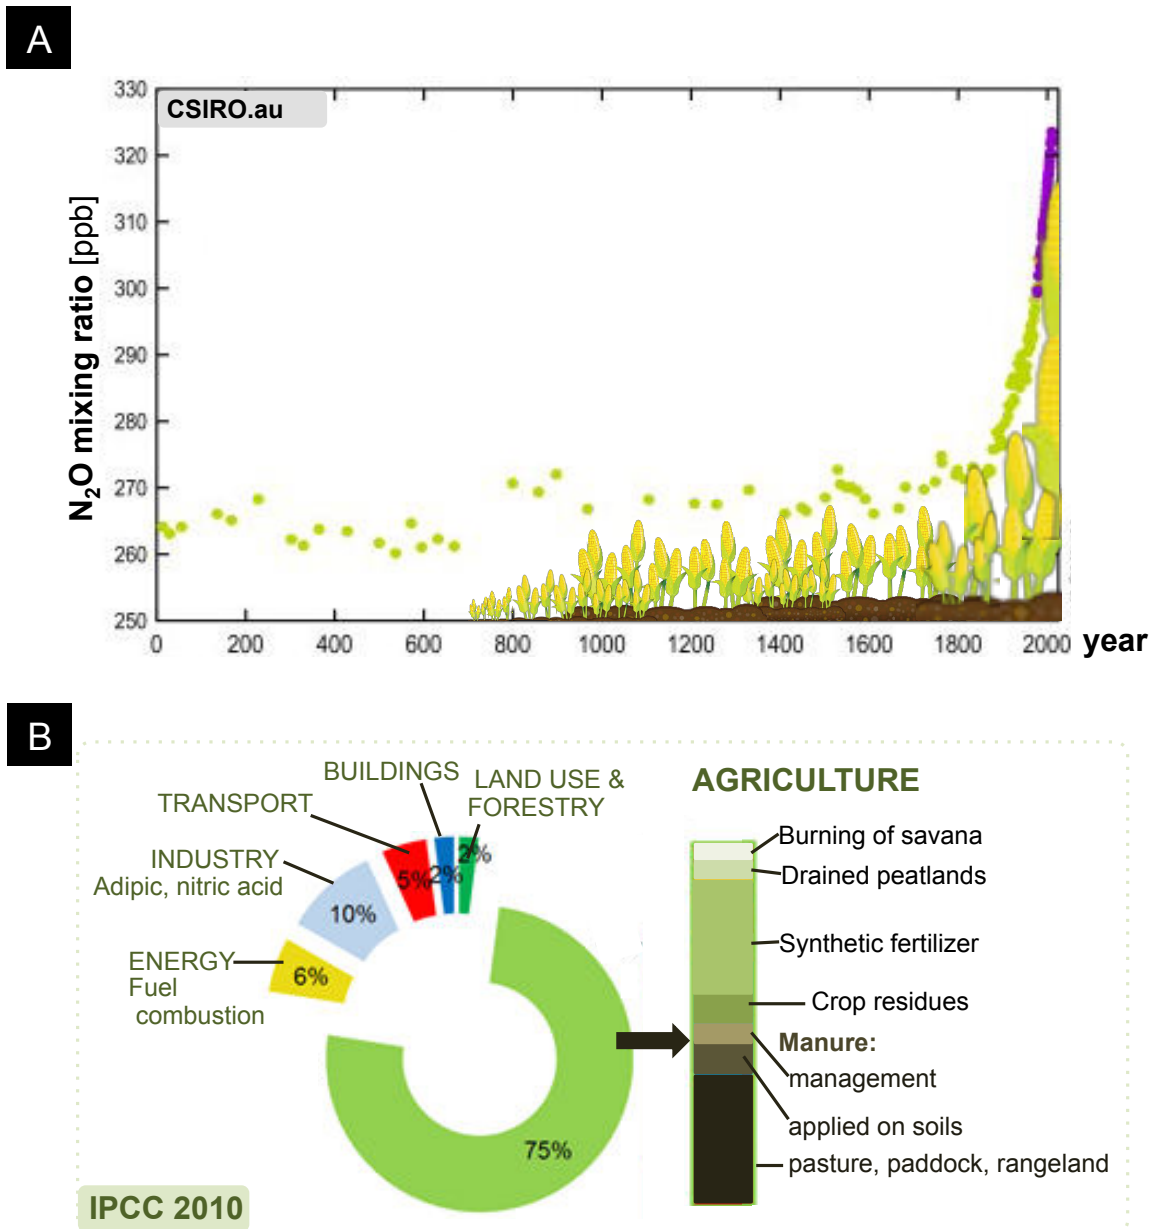 A
CSIRO.au
330
320
310
300
290
280
270
260
250
N₂O mixing ratio [ppb]
0 200 400 600 800 1000 1200 1400 1600 1800 2000
year
B
BUILDINGS
LAND USE &
FORESTRY
TRANSPORT
INDUSTRY
Adipic, nitric acid
ENERGY
Fuel
combustion
2%
2%
5%
10%
6%
75%
IPCC 2010
AGRICULTURE
Burning of savana
Drained peatlands
Synthetic fertilizer
Crop residues
Manure:
management
applied on soils
pasture, paddock, rangeland